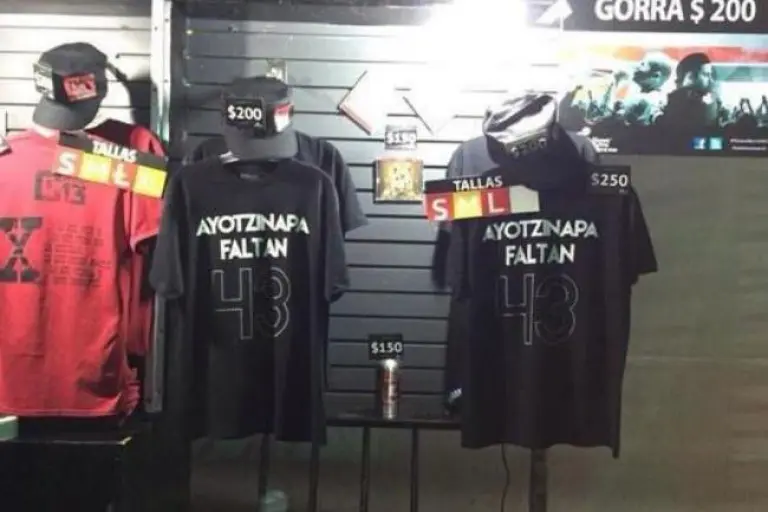 GORRA $ 200
$200
$150
TALLAS
S M L
TALLAS
S M L
$250
AYOTZINAPA
FALTAN
43
AYOTZINAPA
FALTAN
43
X
$150